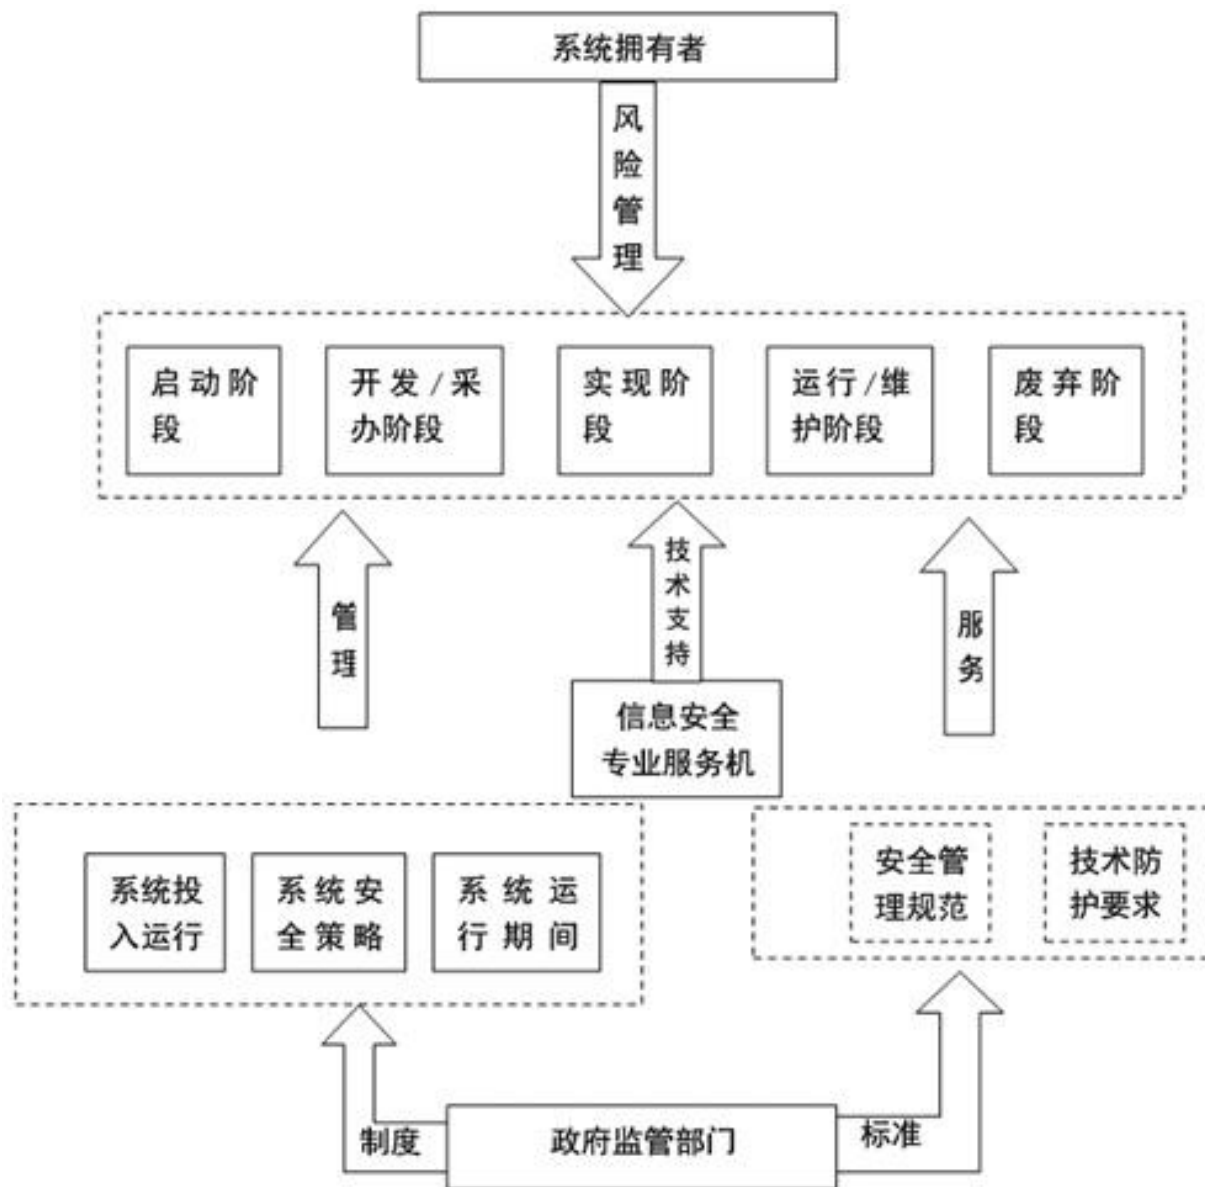 系统拥有者
风险管理
启动阶
段
开发/采
办阶段
实现阶
段
运行/维
护阶段
废弃阶
段
管理
技术支持
服务
信息安全
专业服务机
系统投
入运行
系统安
全策略
系统运
行期间
安全管
理规范
技术防
护要求
制度
政府监管部门
标准